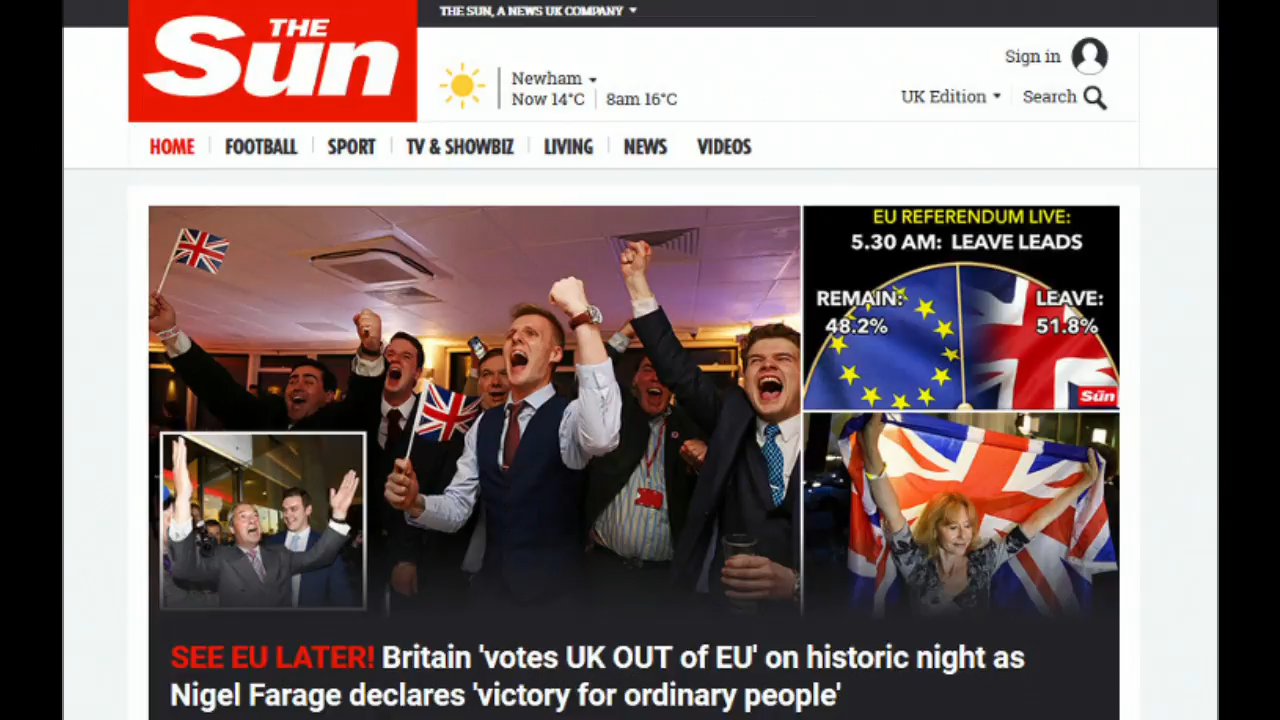 THE SUN, A NEWS UK COMPANY
THE
Sun
Newham
Now 14°C
8am 16°C
Sign in
UK Edition
Search
HOME
FOOTBALL
SPORT
TV & SHOWBIZ
LIVING
NEWS
VIDEOS
EU REFERENDUM LIVE:
5.30 AM: LEAVE LEADS
REMAIN:
48.2%
LEAVE:
51.8%
Sun
SEE EU LATER! Britain 'votes UK OUT of EU' on historic night as
Nigel Farage declares 'victory for ordinary people'